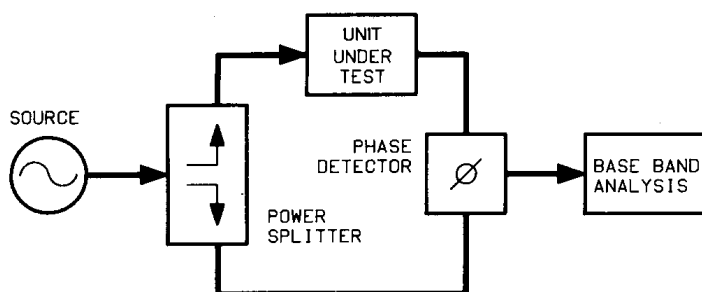 SOURCE
UNIT
UNDER
TEST
POWER
SPLITTER
PHASE
DETECTOR
BASE BAND
ANALYSIS